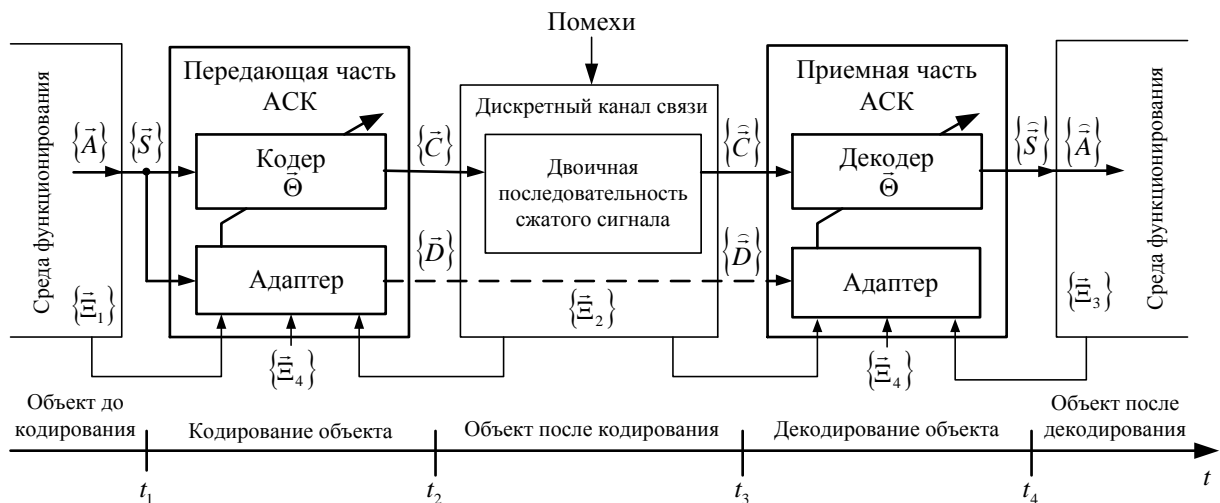 Помехи
Среда функционирования
{A⃗}
{S⃗}
{Ξ⃗₁}
Передающая часть
АСК
Кодер
Θ⃗
Адаптер
{Ξ⃗₄}
{C⃗}
{D⃗}
Дискретный канал связи
Двоичная
последовательность
сжатого сигнала
{Ξ⃗₂}
{C⃗̑}
{D⃗̑}
Приемная часть
АСК
Декодер
Θ⃗
Адаптер
{Ξ⃗₄}
{S⃗̑}
{A⃗̑}
{Ξ⃗₃}
Среда функционирования
Объект до
кодирования
Кодирование объекта
Объект после кодирования
Декодирование объекта
Объект после
декодирования
t₁
t₂
t₃
t₄
t